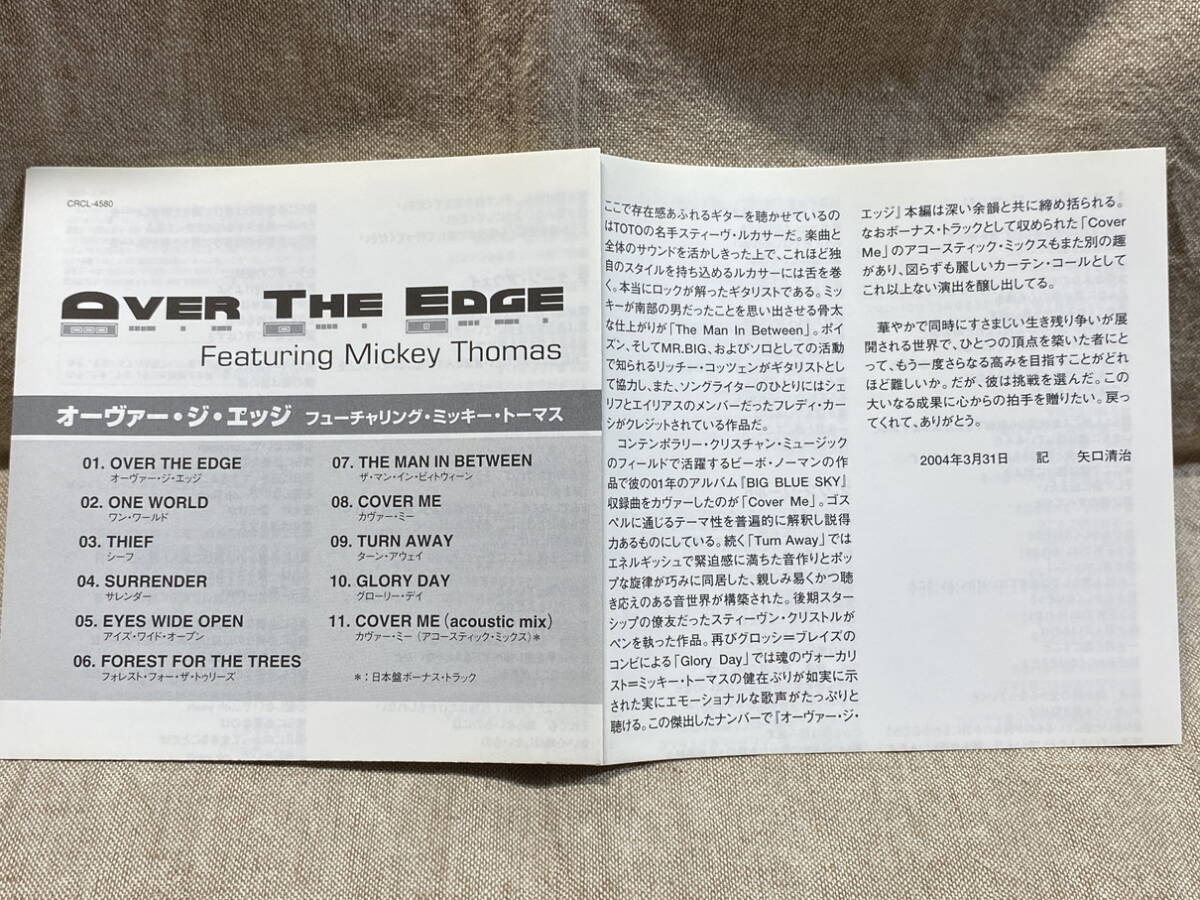 CRCL-4580
OVER THE EDGE
Featuring Mickey Thomas
オーヴァー・ジ・エッジ フューチャリング・ミッキー・トーマス
01. OVER THE EDGE
オーヴァー・ジ・エッジ
02. ONE WORLD
ワン・ワールド
03. THIEF
シーフ
04. SURRENDER
サレンダー
05. EYES WIDE OPEN
アイズ・ワイド・オープン
06. FOREST FOR THE TREES
フォレスト・フォー・ザ・トゥリーズ
07. THE MAN IN BETWEEN
ザ・マン・イン・ビィトウィーン
08. COVER ME
カヴァー・ミー
09. TURN AWAY
ターン・アウェイ
10. GLORY DAY
グローリー・デイ
11. COVER ME (acoustic mix)
カヴァー・ミー（アコースティック・ミックス）*
*：日本盤ボーナス・トラック
ここで存在感あふれるギターを聴かせているの
はTOTOの名手スティーヴ・ルカサーだ。楽曲と
全体のサウンドを活かしきった上で、これほど独
自のスタイルを持ち込めるルカサーには舌を巻
く。本当にロックが解ったギタリストである。ミッ
キーが南部の男だったことを思い出させる骨太
な仕上がりが「The Man In Between」。ポイ
ズン、そしてMR.BIG、およびソロとしての活動
で知られるリッチー・コッツェンがギタリストとし
て協力し、また、ソングライターのひとりにはシェ
リフとエイリアスのメンバーだったフレディ・カー
シがクレジットされている作品だ。
コンテンポラリー・クリスチャン・ミュージック
のフィールドで活躍するビーボ・ノーマンの作
品で彼の01年のアルバム『BIG BLUE SKY』
収録曲をカヴァーしたのが「Cover Me」。ゴス
ペルに通じるテーマ性を普遍的に解釈し説得
力あるものにしている。続く「Turn Away」では
エネルギッシュで緊迫感に満ちた音作りとポッ
プな旋律が巧みに同居した、親しみ易くかつ聴
き応えのある音世界が構築された。後期スター
シップの僚友だったスティーヴン・クリストルが
ペンを執った作品。再びグロッシ＝ブレイズの
コンビによる「Glory Day」では魂のヴォーカリ
スト＝ミッキー・トーマスの健在ぶりが如実に示
された実にエモーショナルな歌声がたっぷりと
聴ける。この傑出したナンバーで『オーヴァー・ジ・
エッジ』本編は深い余韻と共に締め括られる。
なおボーナス・トラックとして収められた「Cover
Me」のアコースティック・ミックスもまた別の趣
があり、図らずも麗しいカーテン・コールとして
これ以上ない演出を醸し出してる。
華やかで同時にすさまじい生き残り争いが展
開される世界で、ひとつの頂点を築いた者にと
って、もう一度さらなる高みを目指すことがどれ
ほど難しいか。だが、彼は挑戦を選んだ。この
大いなる成果に心からの拍手を贈りたい。戻っ
てくれて、ありがとう。
2004年3月31日 記 矢口清治